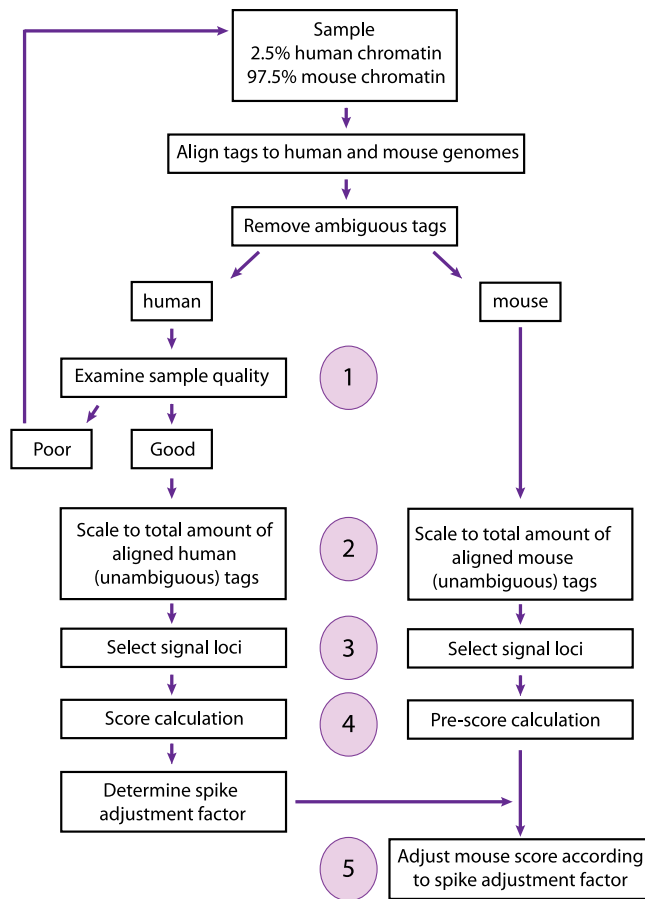 Sample
2.5% human chromatin
97.5% mouse chromatin
Align tags to human and mouse genomes
Remove ambiguous tags
human
mouse
Examine sample quality
1
Poor
Good
Scale to total amount of
aligned human
(unambiguous) tags
2
Scale to total amount of
aligned mouse
(unambiguous) tags
Select signal loci
3
Select signal loci
Score calculation
4
Pre-score calculation
Determine spike
adjustment factor
5
Adjust mouse score according
to spike adjustment factor